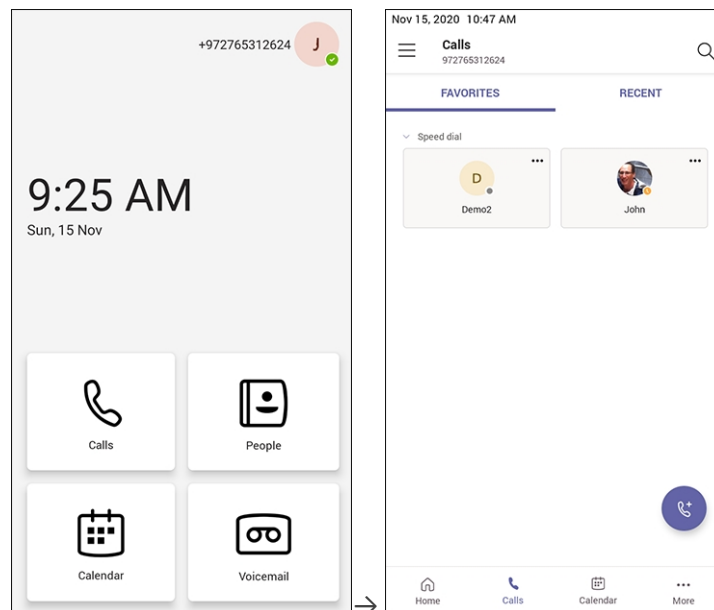 +972765312624
J
9:25 AM
Sun, 15 Nov
Calls
People
Calendar
Voicemail
Nov 15, 2020 10:47 AM
Calls
972765312624
FAVORITES
RECENT
Speed dial
D
Demo2
John
Home
Calls
Calendar
More